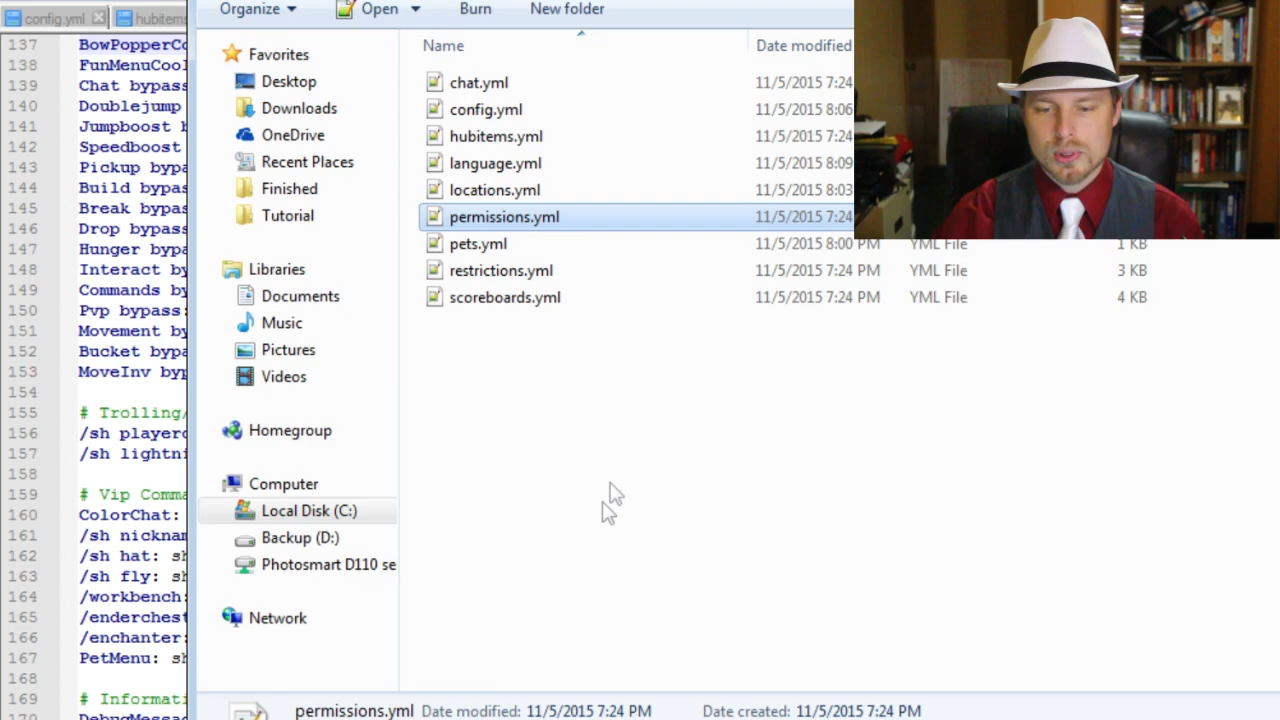 config.yml
hubitems
137 BowPopperCo
138 FunMenuCool
139 Chat bypass
140 Doublejump
141 Jumpboost b
142 Speedboost
143 Pickup bypa
144 Build bypas
145 Break bypas
146 Drop bypass
147 Hunger bypa
148 Interact by
149 Commands by
150 Pvp bypass:
151 Movement by
152 Bucket bypa
153 MoveInv byp
154
155 # Trolling/
156 /sh playerc
157 /sh lightni
158
159 # Vip Comma
160 ColorChat:
161 /sh nicknam
162 /sh hat: sh
163 /sh fly: sh
164 /workbench:
165 /enderchest
166 /enchanter:
167 PetMenu: sh
168
169 # Informati
170 DebugMessag
Organize Open Burn New folder
Favorites
Desktop
Downloads
OneDrive
Recent Places
Finished
Tutorial
Libraries
Documents
Music
Pictures
Videos
Homegroup
Computer
Local Disk (C:)
Backup (D:)
Photosmart D110 se
Network
Name Date modified
chat.yml 11/5/2015 7:24
config.yml 11/5/2015 8:06
hubitems.yml 11/5/2015 7:24
language.yml 11/5/2015 8:09
locations.yml 11/5/2015 8:03
permissions.yml 11/5/2015 7:24
pets.yml 11/5/2015 8:00 PM YML File 1 KB
restrictions.yml 11/5/2015 7:24 PM YML File 3 KB
scoreboards.yml 11/5/2015 7:24 PM YML File 4 KB
permissions.yml Date modified: 11/5/2015 7:24 PM Date created: 11/5/2015 7:24 PM